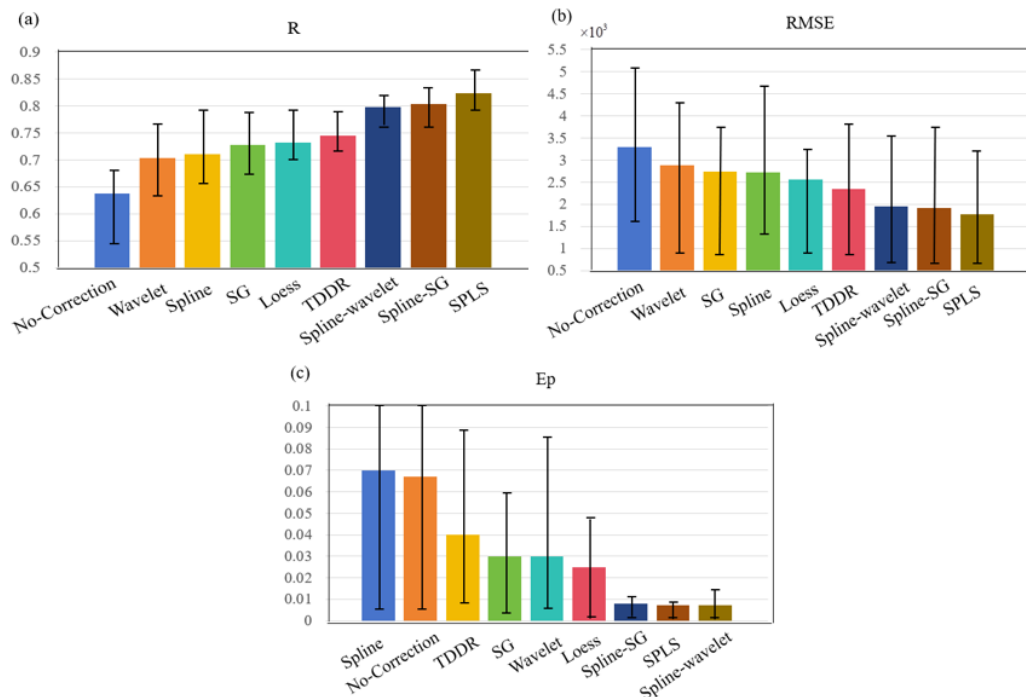 (a)
R
0.9
0.85
0.8
0.75
0.7
0.65
0.6
0.55
0.5
No-Correction
Wavelet
Spline
SG
Loess
TDDR
Spline-wavelet
Spline-SG
SPLS
(b)
RMSE
×10³
5.5
5
4.5
3.5
3.5
2.5
2.5
1.5
1
0.5
No-Correction
Wavelet
SG
Spline
Loess
TDDR
Spline-wavelet
Spline-SG
SPLS
(c)
Ep
0.1
0.09
0.08
0.07
0.06
0.05
0.04
0.03
0.02
0.01
0
Spline
No-Correction
TDDR
SG
Wavelet
Loess
Spline-SG
SPLS
Spline-wavelet